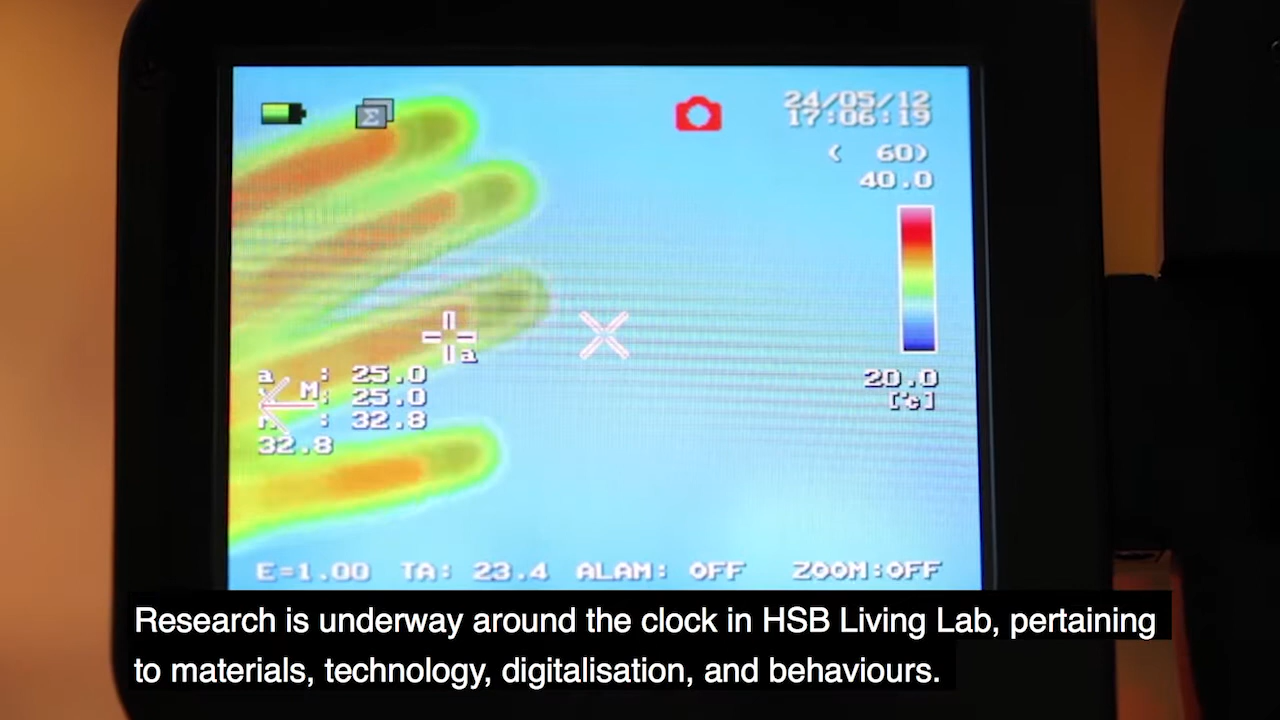 24/05/12
17:06:19
< 60>
40.0
a
a : 25.0
M: 25.0
: 32.8
32.8
20.0
[℃]
E=1.00 TA: 23.4 ALAM: OFF ZOOM:OFF
Research is underway around the clock in HSB Living Lab, pertaining
to materials, technology, digitalisation, and behaviours.